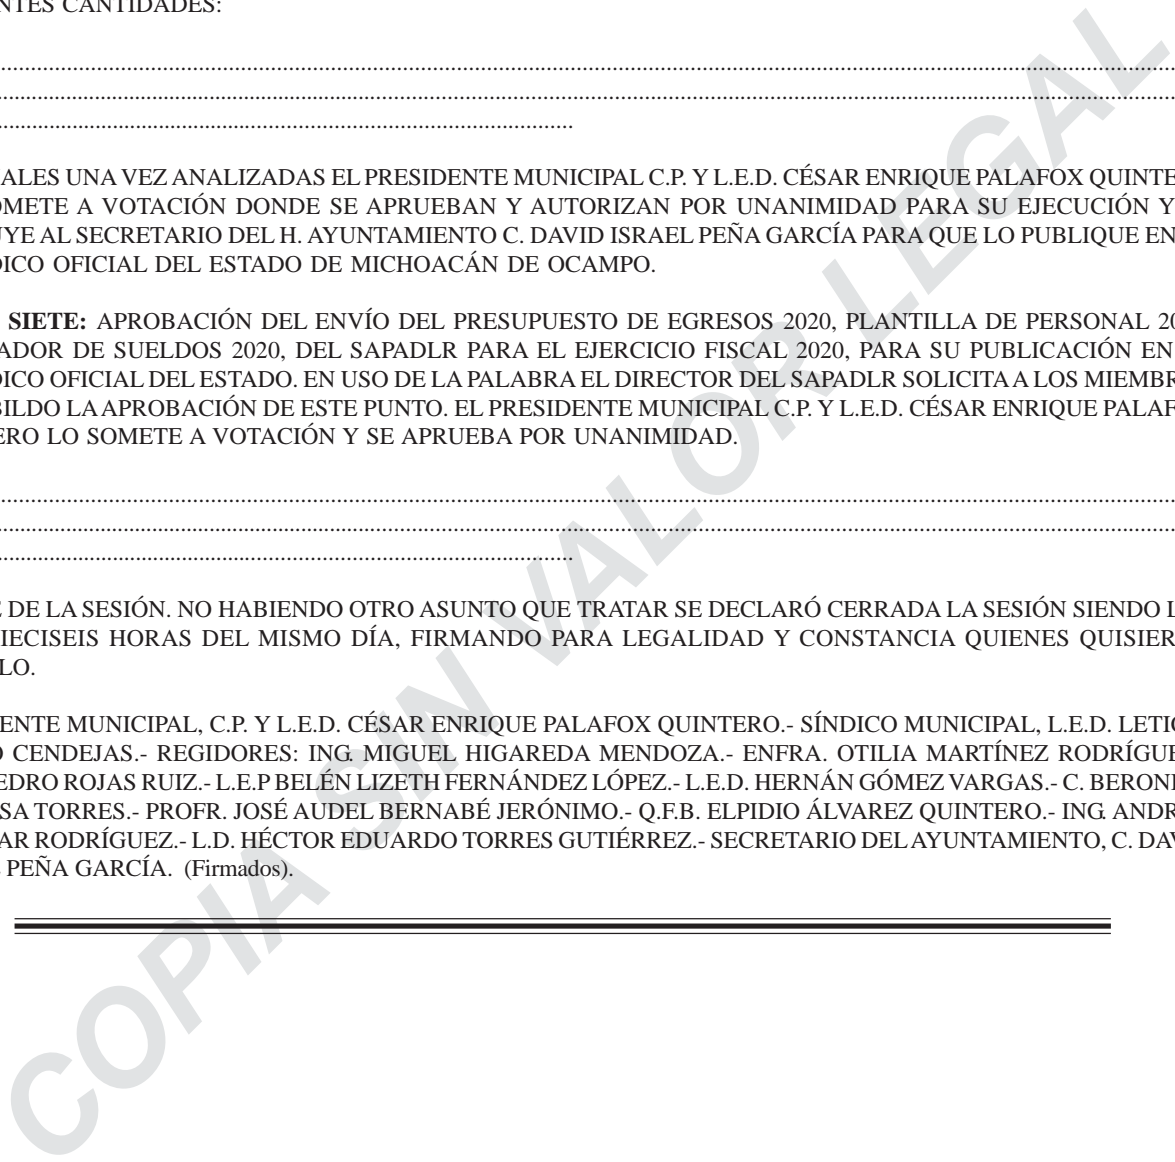 NTES CANTIDADES:
........................................................................................................................................................
........................................................................................................................................................
........................................................................................
ALES UNA VEZ ANALIZADAS EL PRESIDENTE MUNICIPAL C.P. Y L.E.D. CÉSAR ENRIQUE PALAFOX QUINTE
OMETE A VOTACIÓN DONDE SE APRUEBAN Y AUTORIZAN POR UNANIMIDAD PARA SU EJECUCIÓN Y
UYE AL SECRETARIO DEL H. AYUNTAMIENTO C. DAVID ISRAEL PEÑA GARCÍA PARA QUE LO PUBLIQUE EN
DICO OFICIAL DEL ESTADO DE MICHOACÁN DE OCAMPO.
SIETE: APROBACIÓN DEL ENVÍO DEL PRESUPUESTO DE EGRESOS 2020, PLANTILLA DE PERSONAL 20
ADOR DE SUELDOS 2020, DEL SAPADLR PARA EL EJERCICIO FISCAL 2020, PARA SU PUBLICACIÓN EN
DICO OFICIAL DEL ESTADO. EN USO DE LA PALABRA EL DIRECTOR DEL SAPADLR SOLICITA A LOS MIEMBR
BILDO LA APROBACIÓN DE ESTE PUNTO. EL PRESIDENTE MUNICIPAL C.P. Y L.E.D. CÉSAR ENRIQUE PALAF
ERO LO SOMETE A VOTACIÓN Y SE APRUEBA POR UNANIMIDAD.
........................................................................................................................................................
........................................................................................................................................................
........................................................................................
E DE LA SESIÓN. NO HABIENDO OTRO ASUNTO QUE TRATAR SE DECLARÓ CERRADA LA SESIÓN SIENDO L
IECISEIS HORAS DEL MISMO DÍA, FIRMANDO PARA LEGALIDAD Y CONSTANCIA QUIENES QUISIER
LO.
ENTE MUNICIPAL, C.P. Y L.E.D. CÉSAR ENRIQUE PALAFOX QUINTERO.- SÍNDICO MUNICIPAL, L.E.D. LETIC
O CENDEJAS.- REGIDORES: ING. MIGUEL HIGAREDA MENDOZA.- ENFRA. OTILIA MARTÍNEZ RODRÍGUE
EDRO ROJAS RUIZ.- L.E.P BELÉN LIZETH FERNÁNDEZ LÓPEZ.- L.E.D. HERNÁN GÓMEZ VARGAS.- C. BERONI
SA TORRES.- PROFR. JOSÉ AUDEL BERNABÉ JERÓNIMO.- Q.F.B. ELPIDIO ÁLVAREZ QUINTERO.- ING. ANDR
AR RODRÍGUEZ.- L.D. HÉCTOR EDUARDO TORRES GUTIÉRREZ.- SECRETARIO DEL AYUNTAMIENTO, C. DAV
PEÑA GARCÍA. (Firmados).
COPIA SIN VALOR LEGAL